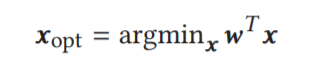 x_opt = argmin_x w^T x